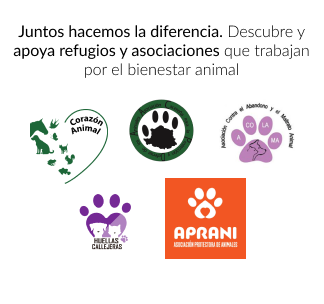 Juntos hacemos la diferencia. Descubre y
apoya refugios y asociaciones que trabajan
por el bienestar animal
Corazón
Animal
Asociación Contra el Abandono y el Maltrato Animal
A CO LA MA
HUELLAS
CALLEJERAS
APRANI
ASOCIACIÓN PROTECTORA DE ANIMALES